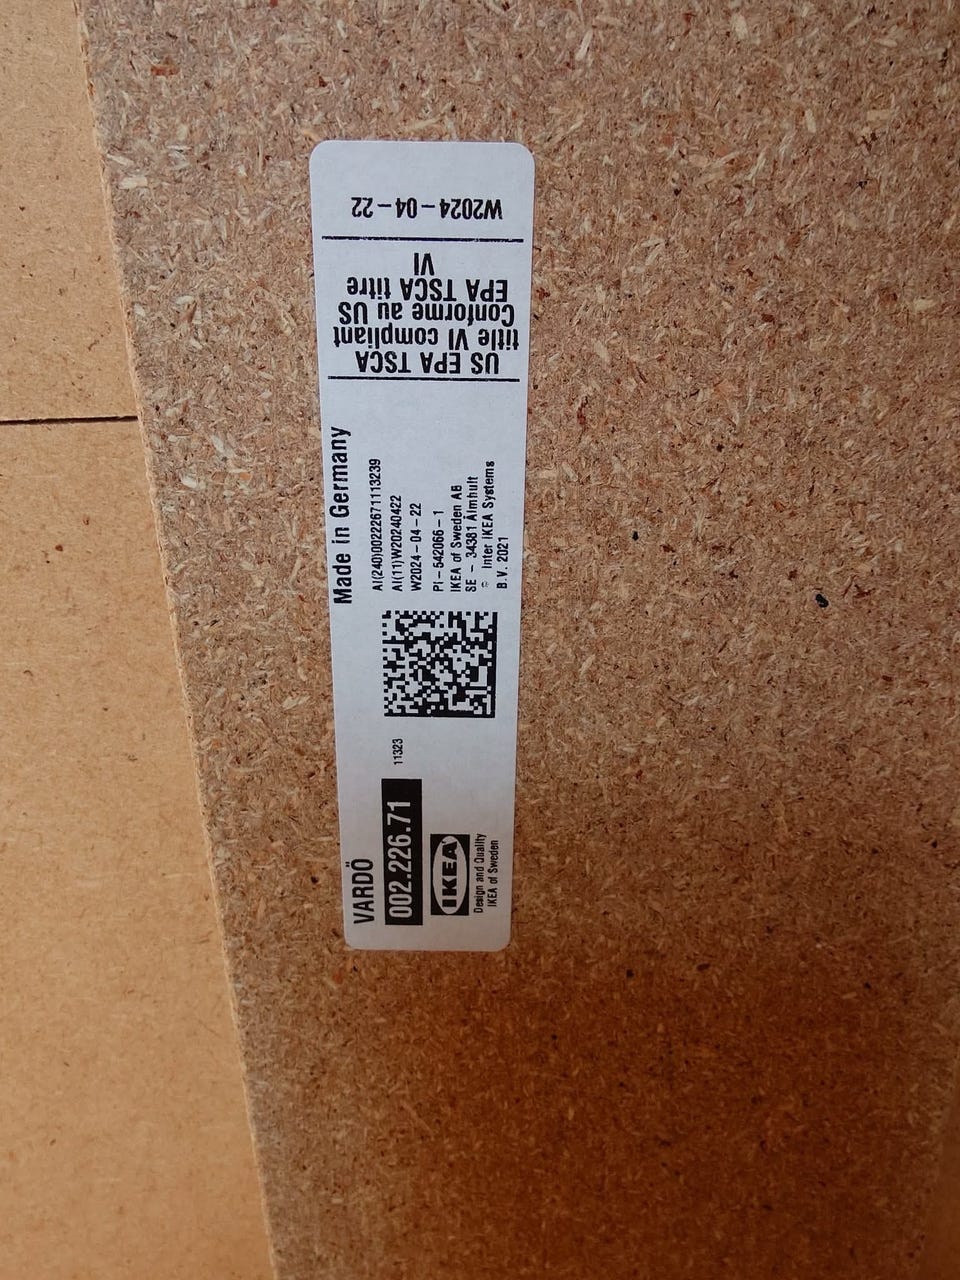 VARDÖ
002.226.71
11323
IKEA
Design and Quality
IKEA of Sweden
Made in Germany
AI(240)00222671113239
AI(11)W20240422
W2024-04-22
PI-542066-1
IKEA of Sweden AB
SE - 34381 Älmhult
© Inter IKEA Systems
B.V. 2021
US EPA TSCA
title VI compliant
Conforme au US
EPA TSCA titre
VI
W2024-04-22